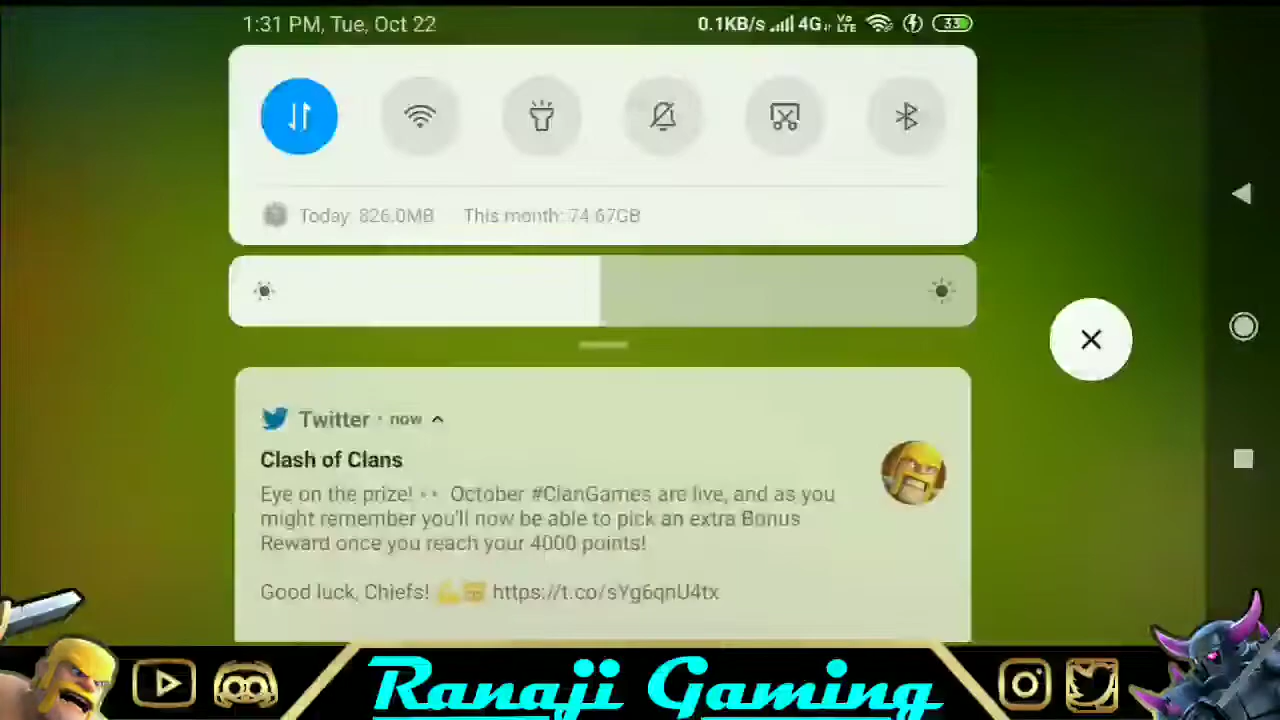 1:31 PM, Tue, Oct 22
0.1KB/s 4G Vo LTE 33
Today: 826.0MB This month: 74.67GB
Twitter · now
Clash of Clans
Eye on the prize! 👀 October #ClanGames are live, and as you
might remember you'll now be able to pick an extra Bonus
Reward once you reach your 4000 points!
Good luck, Chiefs! https://t.co/sYg6qnU4tx
Ranaji Gaming